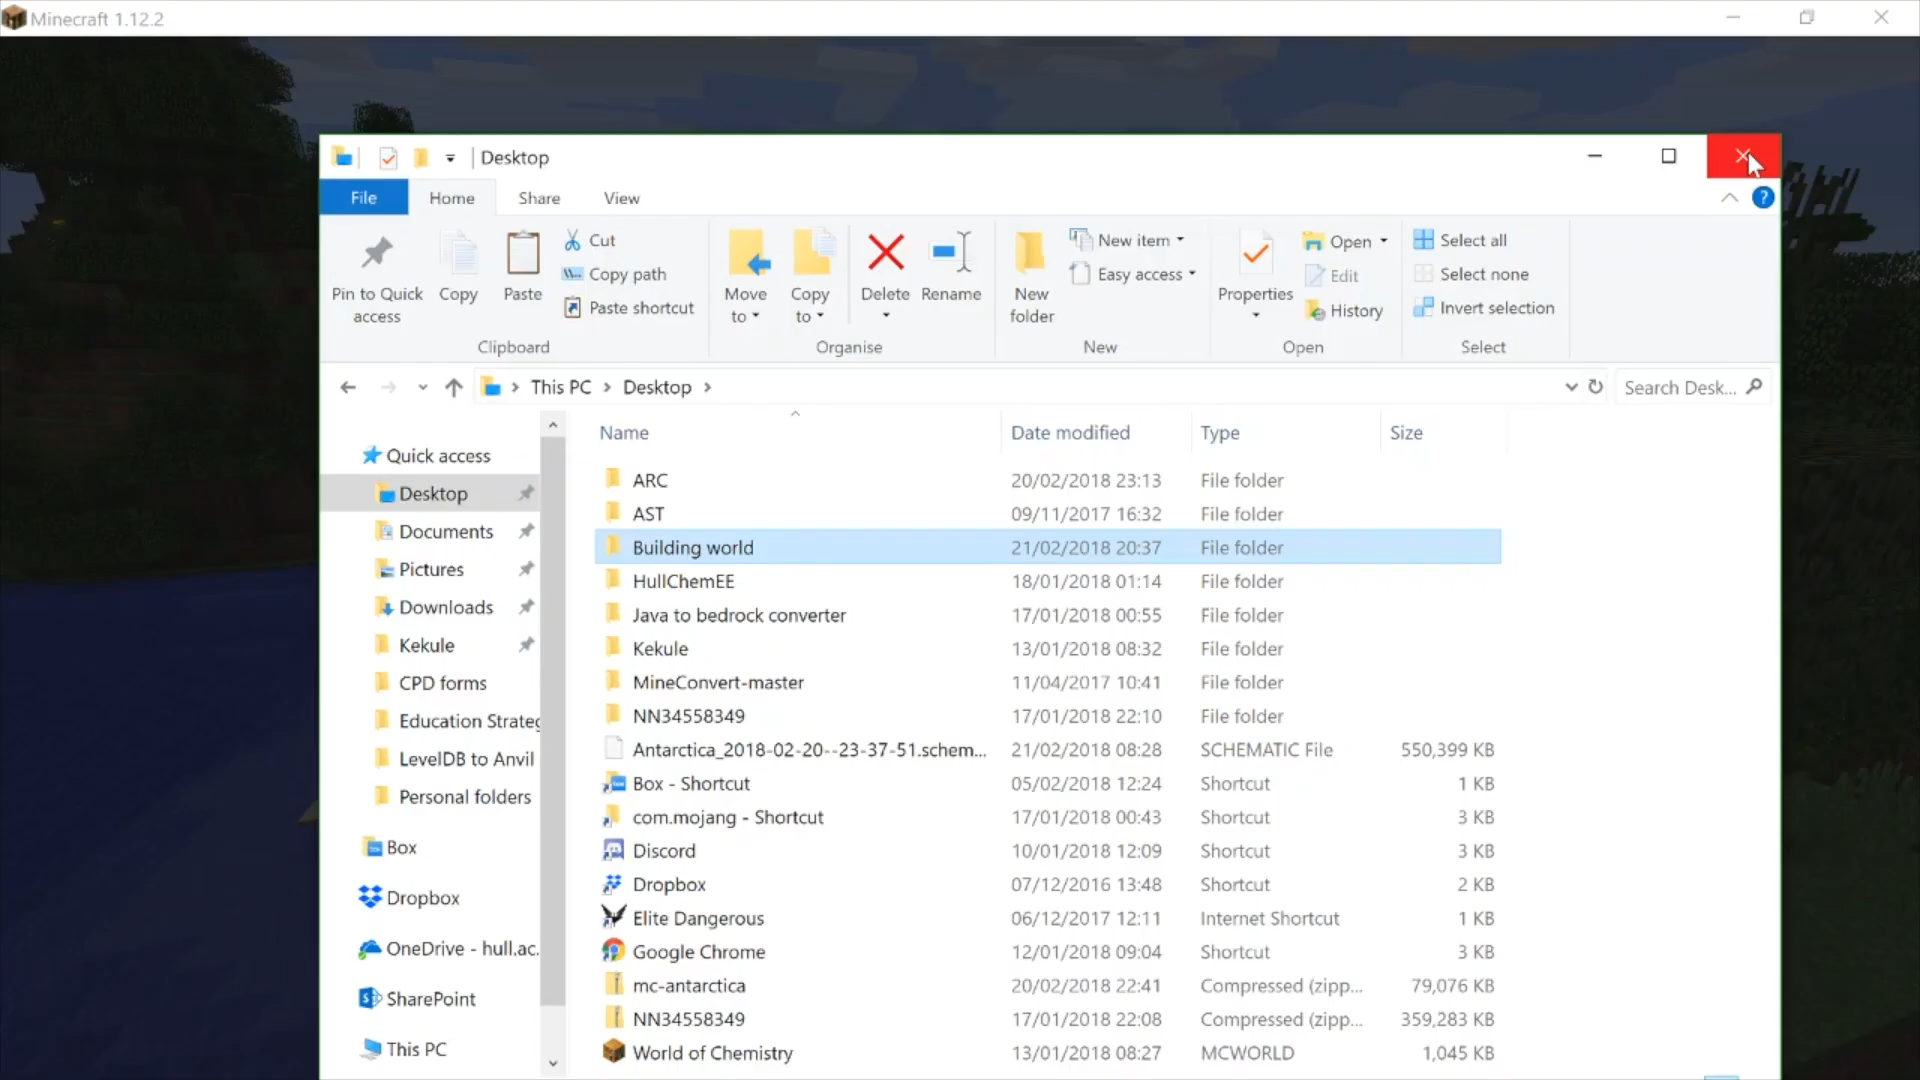 Minecraft 1.12.2
Desktop
File Home Share View
Pin to Quick access
Copy
Paste
Cut
Copy path
Paste shortcut
Clipboard
Move to
Copy to
Delete
Rename
Organise
New folder
New item
Easy access
New
Properties
Open
Edit
History
Open
Select all
Select none
Invert selection
Select
This PC > Desktop >
Search Desk...
Quick access
Desktop
Documents
Pictures
Downloads
Kekule
CPD forms
Education Strateg
LevelDB to Anvil
Personal folders
Box
Dropbox
OneDrive - hull.ac.
SharePoint
This PC
Name Date modified Type Size
ARC 20/02/2018 23:13 File folder
AST 09/11/2017 16:32 File folder
Building world 21/02/2018 20:37 File folder
HullChemEE 18/01/2018 01:14 File folder
Java to bedrock converter 17/01/2018 00:55 File folder
Kekule 13/01/2018 08:32 File folder
MineConvert-master 11/04/2017 10:41 File folder
NN34558349 17/01/2018 22:10 File folder
Antarctica_2018-02-20--23-37-51.schem... 21/02/2018 08:28 SCHEMATIC File 550,399 KB
Box - Shortcut 05/02/2018 12:24 Shortcut 1 KB
com.mojang - Shortcut 17/01/2018 00:43 Shortcut 3 KB
Discord 10/01/2018 12:09 Shortcut 3 KB
Dropbox 07/12/2016 13:48 Shortcut 2 KB
Elite Dangerous 06/12/2017 12:11 Internet Shortcut 1 KB
Google Chrome 12/01/2018 09:04 Shortcut 3 KB
mc-antarctica 20/02/2018 22:41 Compressed (zipp... 79,076 KB
NN34558349 17/01/2018 22:08 Compressed (zipp... 359,283 KB
World of Chemistry 13/01/2018 08:27 MCWORLD 1,045 KB